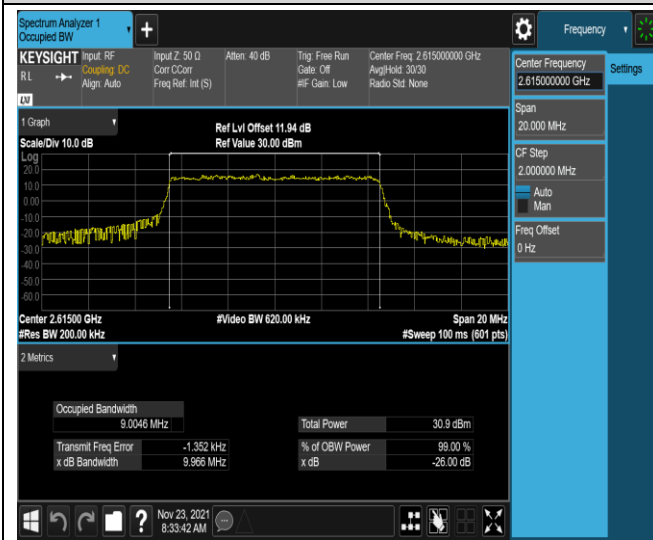 Spectrum Analyzer 1
Occupied BW
+
Frequency
KEYSIGHT
RL
LXI
Input: RF
Coupling: DC
Align: Auto
Input Z: 50 Ω
Corr CCorr
Freq Ref: Int (S)
Atten: 40 dB
Trig: Free Run
Gate: Off
#IF Gain: Low
Center Freq: 2.615000000 GHz
Avg|Hold: 30/30
Radio Std: None
Center Frequency
2.615000000 GHz
Settings
Span
20.000 MHz
CF Step
2.000000 MHz
Auto
Man
Freq Offset
0 Hz
1 Graph
Scale/Div 10.0 dB
Ref Lvl Offset 11.94 dB
Ref Value 30.00 dBm
Log
20.0
10.0
0.00
-10.0
-20.0
-30.0
-50.0
-60.0
Center 2.61500 GHz
#Res BW 200.00 kHz
#Video BW 620.00 kHz
Span 20 MHz
#Sweep 100 ms (601 pts)
2 Metrics
Occupied Bandwidth
9.0046 MHz
Total Power 30.9 dBm
Transmit Freq Error -1.352 kHz
% of OBW Power 99.00 %
x dB Bandwidth 9.966 MHz
x dB -26.00 dB
?
Nov 23, 2021
8:33:42 AM